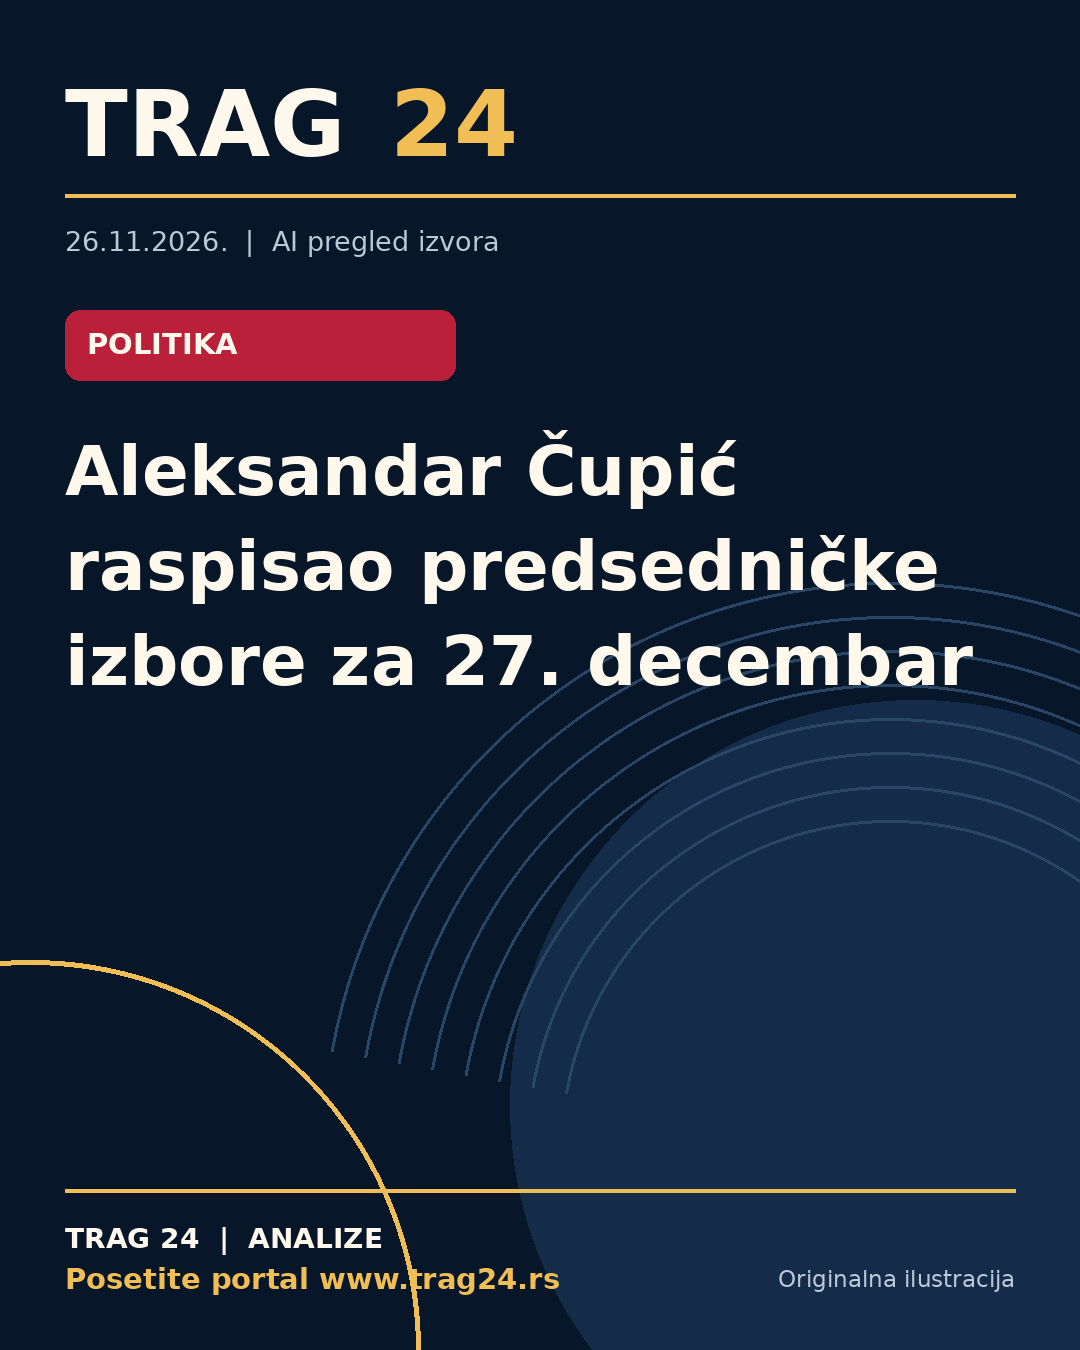 TRAG 24
26.11.2026. | AI pregled izvora
POLITIKA
Aleksandar Čupić
raspisao predsedničke
izbore za 27. decembar
TRAG 24 | ANALIZE
Posetite portal www.trag24.rs
Originalna ilustracija